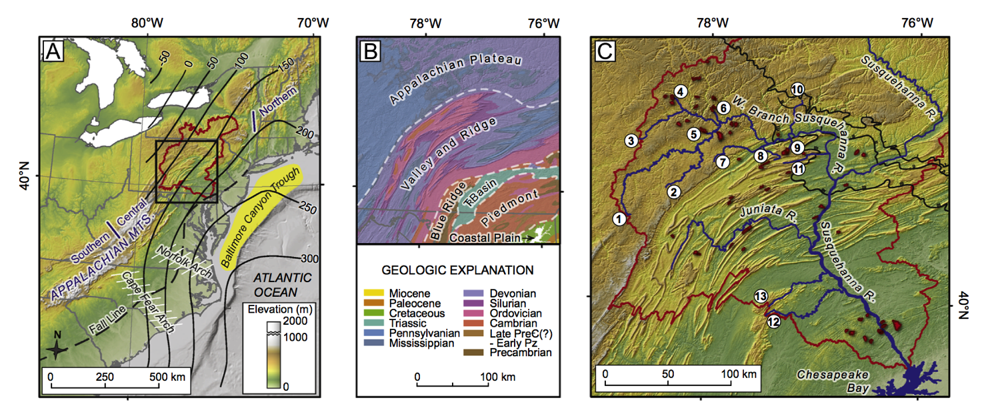 80°W
70°W
A
-50
0
50
100
150
Northern
200
40°N
Central
Southern
APPALACHIAN MTS.
Baltimore Canyon Trough
250
Norfolk Arch
300
Cape Fear Arch
ATLANTIC
OCEAN
Fall Line
N
Elevation (m)
2000
1000
0
0 250 500 km
78°W
76°W
B
Appalachian Plateau
Valley and Ridge
Blue Ridge
TR Basin
Piedmont
Coastal Plain
GEOLOGIC EXPLANATION
Miocene
Paleocene
Cretaceous
Triassic
Pennsylvanian
Mississippian
Devonian
Silurian
Ordovician
Cambrian
Late PreЄ(?)
- Early Pz
Precambrian
0 100 km
78°W
76°W
C
Susquehanna R.
4
10
6
W. Branch Susquehanna R.
5
3
9
8
7
11
2
1
Juniata R.
Susquehanna R.
13
12
40°N
Chesapeake
Bay
0 50 100 km